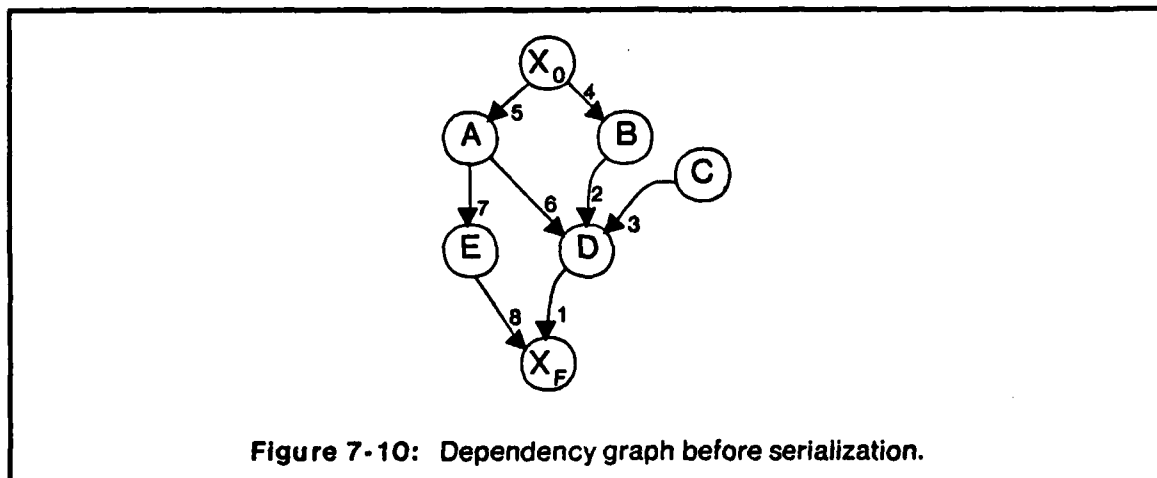 X0
5 4
A B
C
7 6 2 3
E D
8 1
XF
Figure 7-10: Dependency graph before serialization.